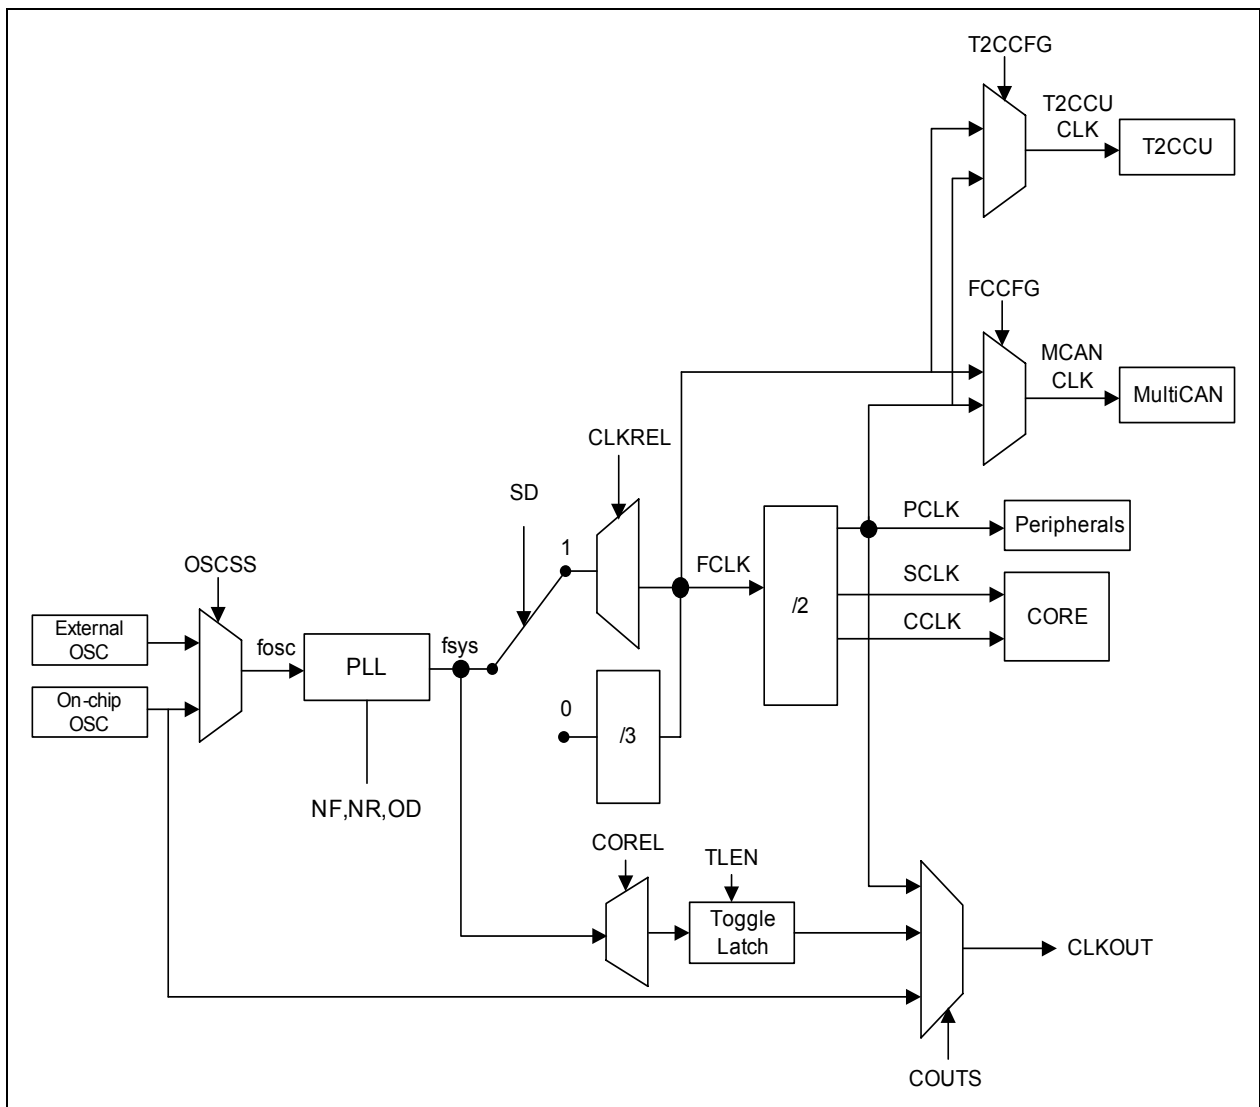 T2CCFG
T2CCU
CLK
T2CCU
FCCFG
MCAN
CLK
MultiCAN
CLKREL
SD
1
PCLK
Peripherals
FCLK
OSCSS
SCLK
/2
CORE
CCLK
External
OSC
fosc
PLL
fsys
On-chip
OSC
0
/3
NF,NR,OD
COREL
TLEN
Toggle
Latch
CLKOUT
COUTS